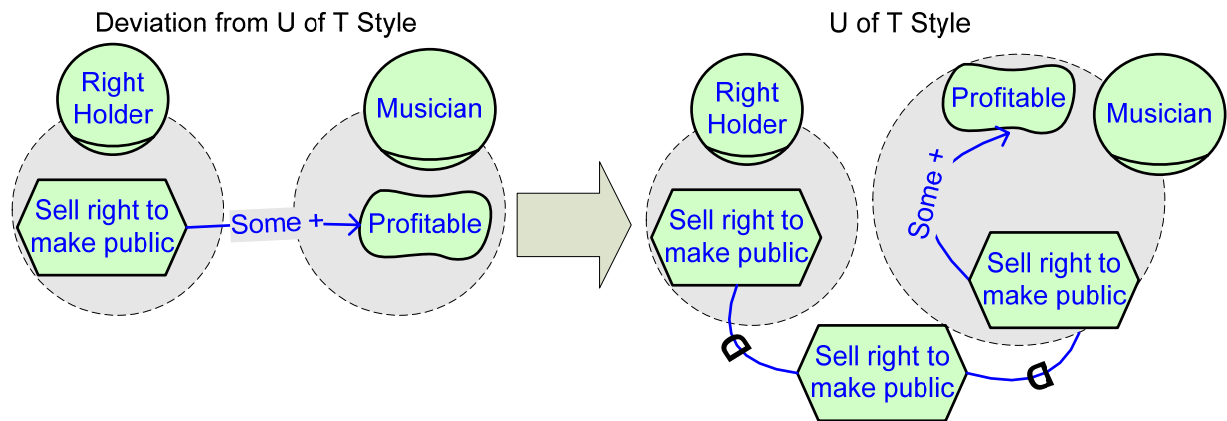 Deviation from U of T Style
Right
Holder
Musician
Sell right to
make public
Some +
Profitable
U of T Style
Right
Holder
Profitable
Musician
Sell right to
make public
Some +
Sell right to
make public
D
Sell right to
make public
D